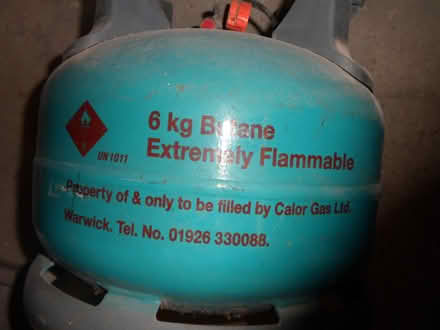 6 kg Butane
Extremely Flammable
UN 1011
Property of & only to be filled by Calor Gas Ltd.
Warwick. Tel. No. 01926 330088.